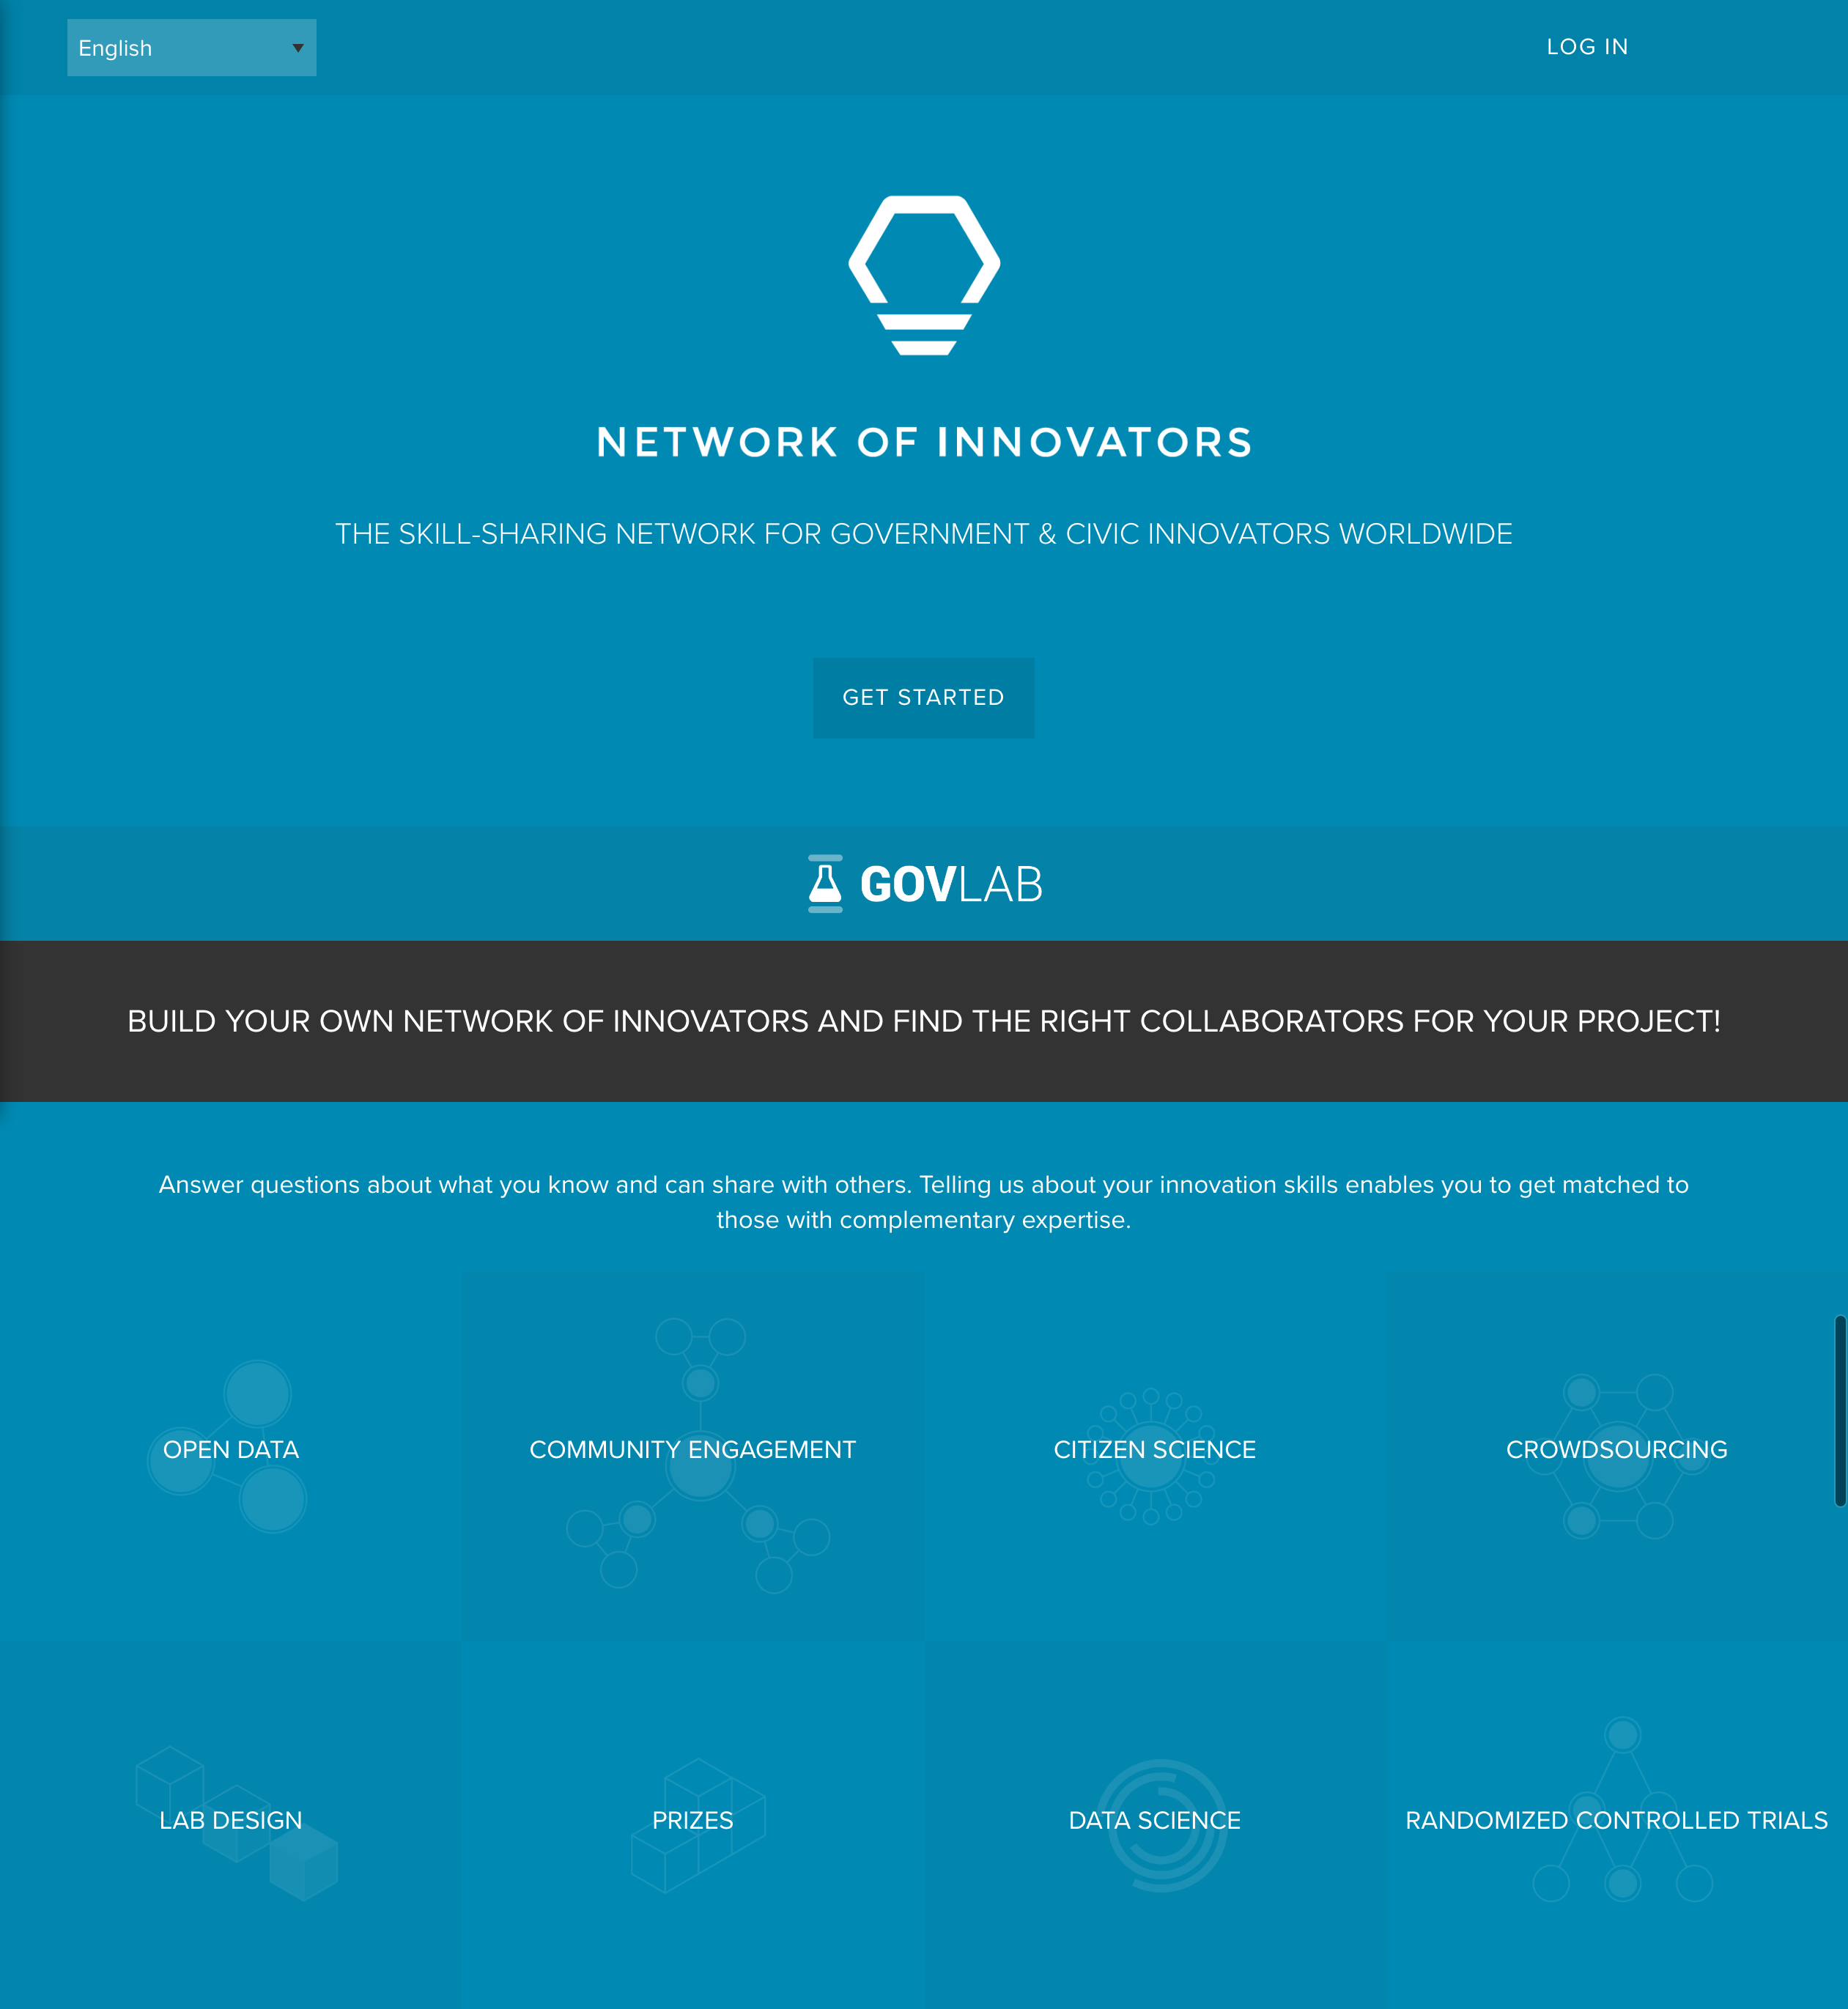 English
LOG IN
NETWORK OF INNOVATORS
THE SKILL-SHARING NETWORK FOR GOVERNMENT & CIVIC INNOVATORS WORLDWIDE
GET STARTED
GOVLAB
BUILD YOUR OWN NETWORK OF INNOVATORS AND FIND THE RIGHT COLLABORATORS FOR YOUR PROJECT!
Answer questions about what you know and can share with others. Telling us about your innovation skills enables you to get matched to
those with complementary expertise.
OPEN DATA
COMMUNITY ENGAGEMENT
CITIZEN SCIENCE
CROWDSOURCING
LAB DESIGN
PRIZES
DATA SCIENCE
RANDOMIZED CONTROLLED TRIALS